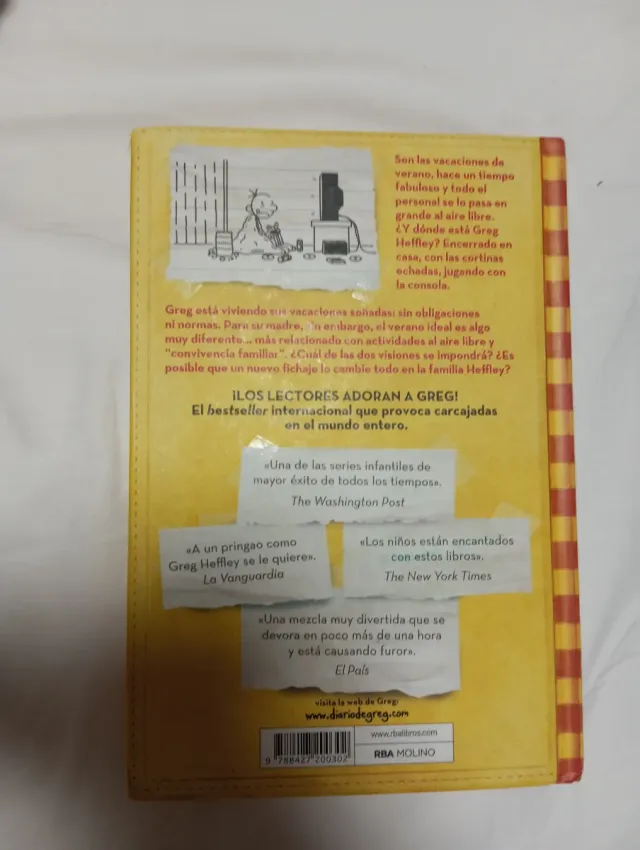 Son las vacaciones de
verano, hace un tiempo
fabuloso y todo el
personal se lo pasa en
grande al aire libre.
¿Y dónde está Greg
Heffley? Encerrado en
casa, con las cortinas
echadas, jugando con
la consola.
Greg está viviendo sus vacaciones soñadas: sin obligaciones
ni normas. Para su madre, sin embargo, el verano ideal es algo
muy diferente... más relacionado con actividades al aire libre y
"convivencia familiar". ¿Cuál de las dos visiones se impondrá? ¿Es
posible que un nuevo fichaje lo cambie todo en la familia Heffley?
¡LOS LECTORES ADORAN A GREG!
El bestseller internacional que provoca carcajadas
en el mundo entero.
«Una de las series infantiles de
mayor éxito de todos los tiempos».
The Washington Post
«A un pringao como
Greg Heffley se le quiere».
La Vanguardia
«Los niños están encantados
con estos libros».
The New York Times
«Una mezcla muy divertida que se
devora en poco más de una hora
y está causando furor».
El País
visita la web de Greg:
www.diariodegreg.com
www.rbalibros.com
RBA MOLINO
9 788427 200302